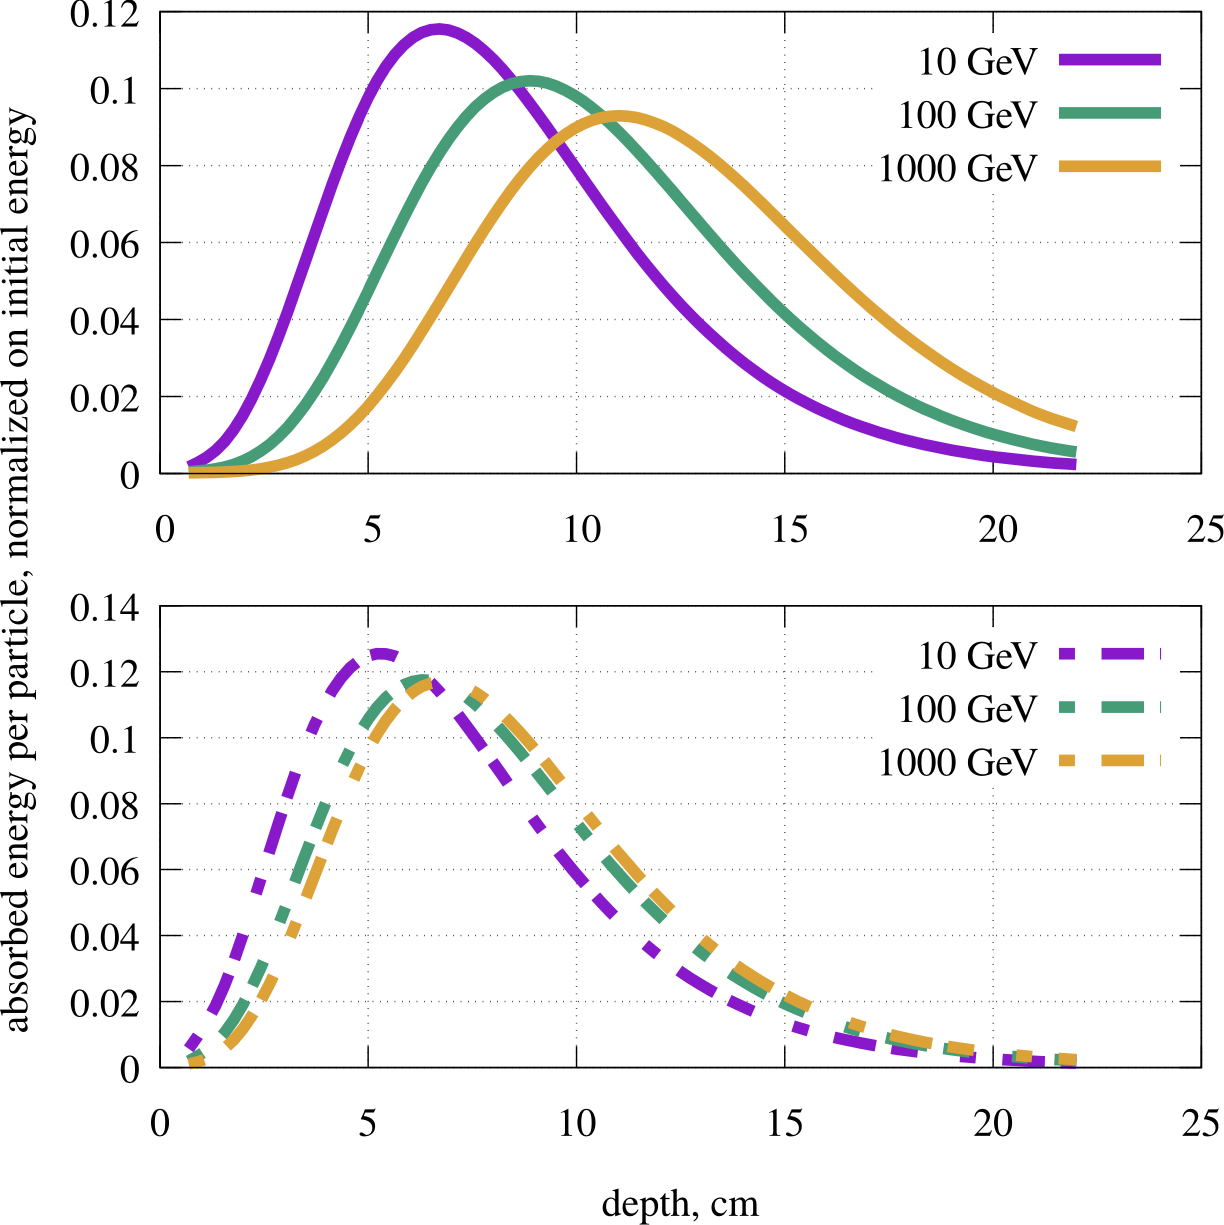 absorbed energy per particle, normalized on initial energy
0.12
0.1
0.08
0.06
0.04
0.02
0
10 GeV
100 GeV
1000 GeV
0 5 10 15 20 25
0.14
0.12
0.1
0.08
0.06
0.04
0.02
0
10 GeV
100 GeV
1000 GeV
0 5 10 15 20 25
depth, cm